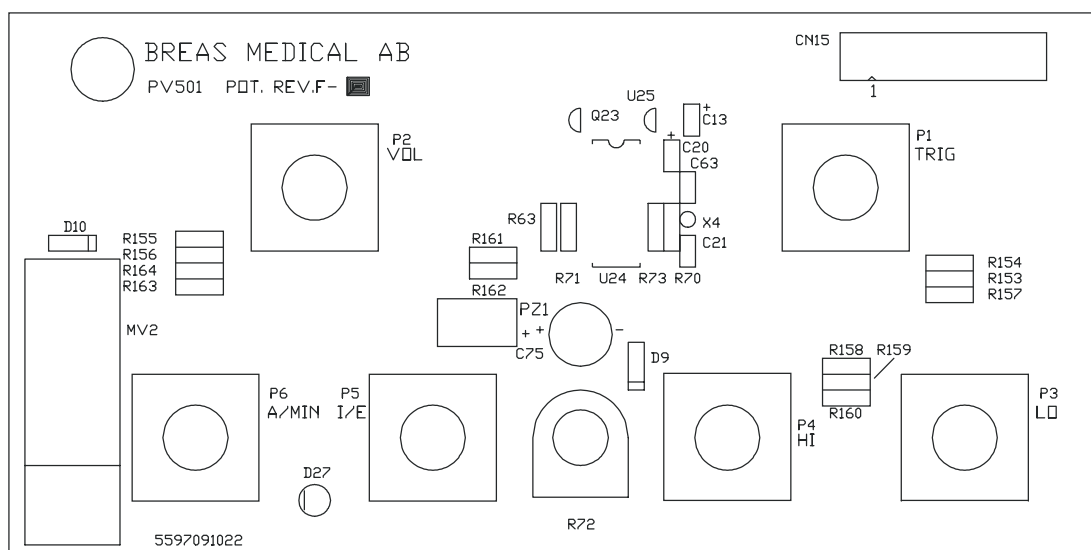 BREAS MEDICAL AB
PV501 POT. REV.F-
CN15
1
U25
Q23
+
C13
+
C20
C63
P2
VOL
P1
TRIG
D10
R155
R156
R164
R163
R161
R162
R63
R71
U24
R73
R70
X4
C21
R154
R153
R157
MV2
PZ1
+
+
-
C75
D9
R158
R159
R160
P6
A/MIN
P5
I/E
P4
HI
P3
LO
D27
R72
5597091022